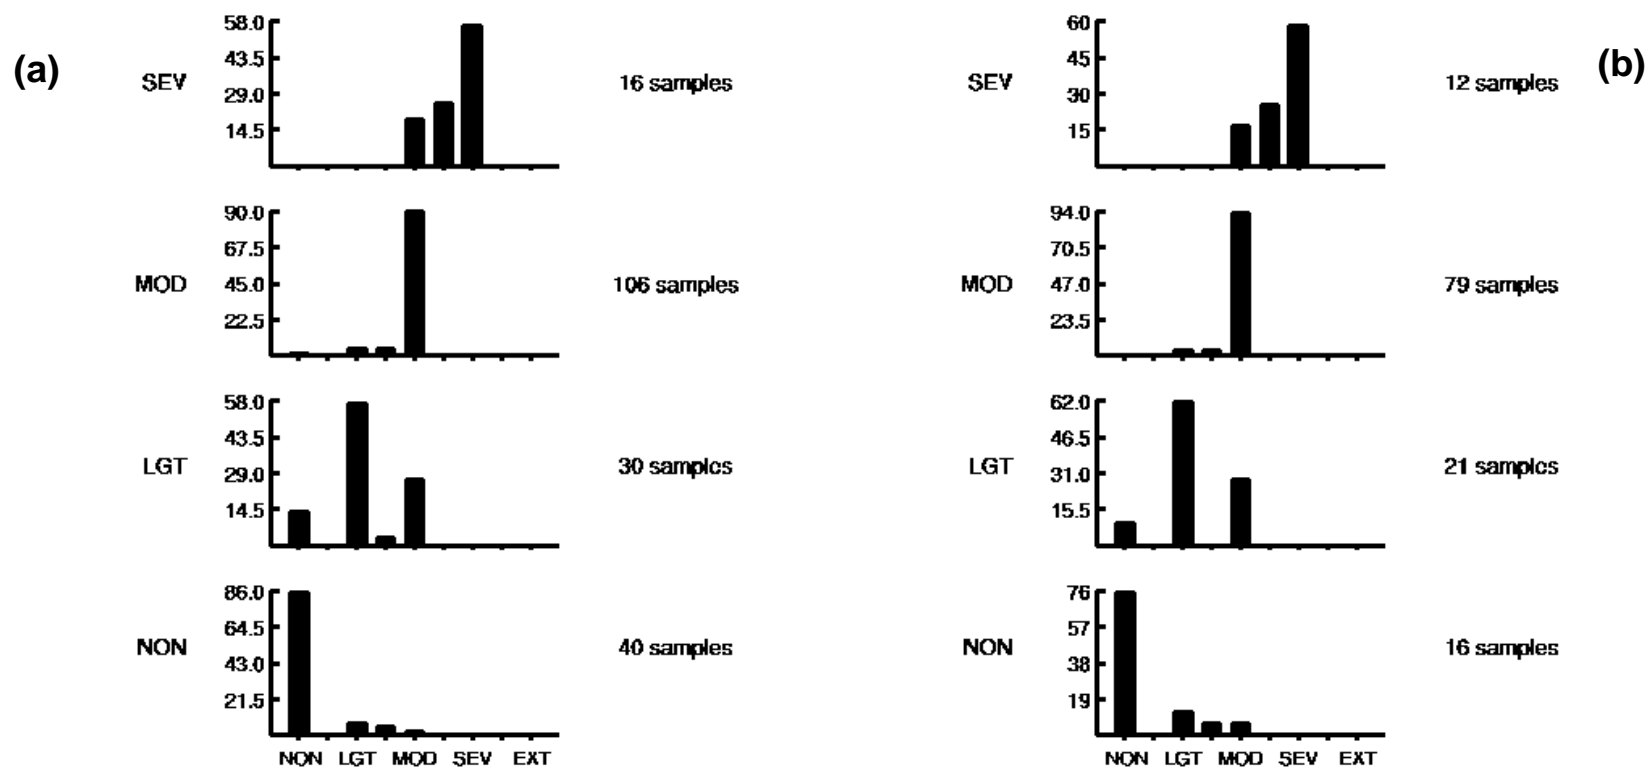 (a)
58.0
43.5
29.0
14.5
SEV
16 samples
90.0
67.5
45.0
22.5
MOD
106 samples
58.0
43.5
29.0
14.5
LGT
30 samples
86.0
64.5
43.0
21.5
NON
40 samples
NON LGT MOD SEV EXT
(b)
60
45
30
15
SEV
12 samples
94.0
70.5
47.0
23.5
MOD
79 samples
62.0
46.5
31.0
15.5
LGT
21 samples
76
57
38
19
NON
16 samples
NON LGT MOD SEV EXT